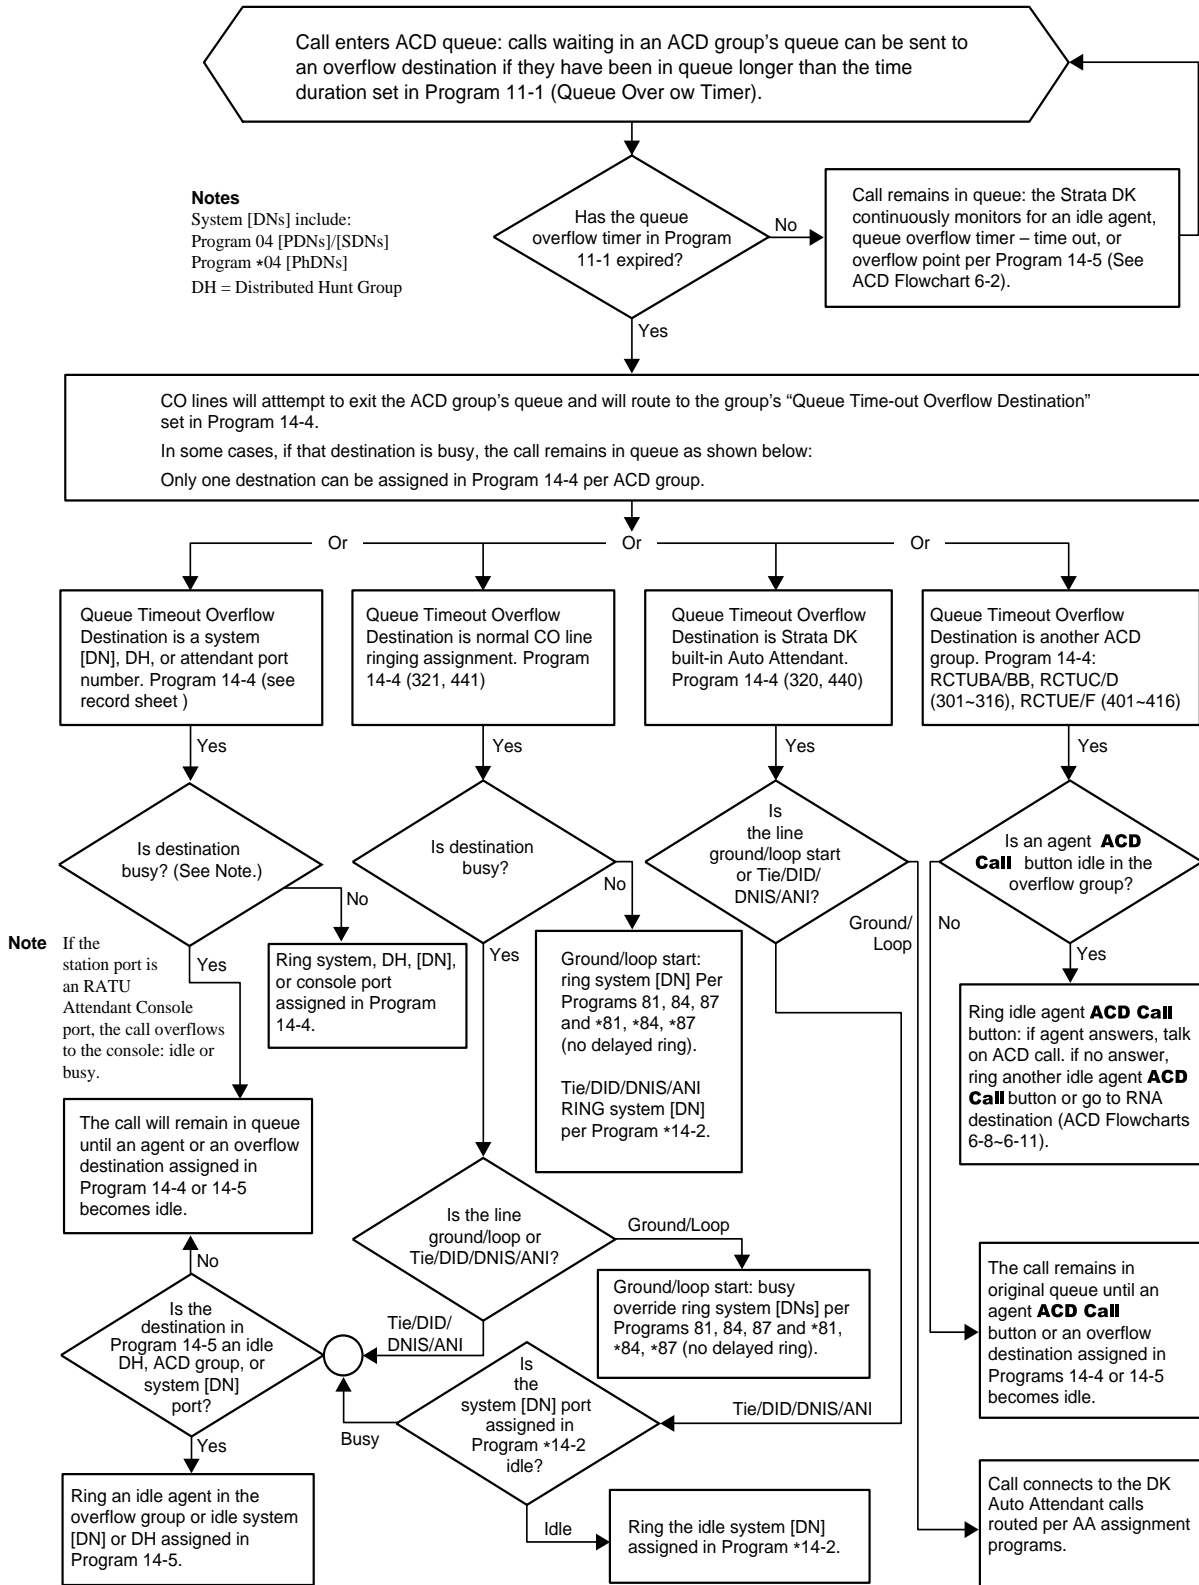 Call enters ACD queue: calls waiting in an ACD group's queue can be sent to
an overflow destination if they have been in queue longer than the time
duration set in Program 11-1 (Queue Over ow Timer).
Notes
System [DNs] include:
Program 04 [PDNs]/[SDNs]
Program *04 [PhDNs]
DH = Distributed Hunt Group
Has the queue
overflow timer in Program
11-1 expired?
No
Call remains in queue: the Strata DK
continuously monitors for an idle agent,
queue overflow timer – time out, or
overflow point per Program 14-5 (See
ACD Flowchart 6-2).
Yes
CO lines will atttempt to exit the ACD group's queue and will route to the group's “Queue Time-out Overflow Destination”
set in Program 14-4.
In some cases, if that destination is busy, the call remains in queue as shown below:
Only one destnation can be assigned in Program 14-4 per ACD group.
Or
Or
Or
Queue Timeout Overflow
Destination is a system
[DN], DH, or attendant port
number. Program 14-4 (see
record sheet )
Queue Timeout Overflow
Destination is normal CO line
ringing assignment. Program
14-4 (321, 441)
Queue Timeout Overflow
Destination is Strata DK
built-in Auto Attendant.
Program 14-4 (320, 440)
Queue Timeout Overflow
Destination is another ACD
group. Program 14-4:
RCTUBA/BB, RCTUC/D
(301~316), RCTUE/F (401~416)
Yes
Yes
Yes
Yes
Is destination
busy? (See Note.)
Is destination
busy?
Is
the line
ground/loop start
or Tie/DID/
DNIS/ANI?
Is an agent ACD
Call button idle in the
overflow group?
No
No
Ground/
Loop
No
Note If the
station port is
an RATU
Attendant Console
port, the call overflows
to the console: idle or
busy.
Yes
Ring system, DH, [DN],
or console port
assigned in Program
14-4.
Yes
Ground/loop start:
ring system [DN] Per
Programs 81, 84, 87
and *81, *84, *87
(no delayed ring).
Tie/DID/DNIS/ANI
RING system [DN]
per Program *14-2.
Yes
Ring idle agent ACD Call
button: if agent answers, talk
on ACD call. if no answer,
ring another idle agent ACD
Call button or go to RNA
destination (ACD Flowcharts
6-8~6-11).
The call will remain in queue
until an agent or an overflow
destination assigned in
Program 14-4 or 14-5
becomes idle.
Is the line
ground/loop or
Tie/DID/DNIS/ANI?
Ground/Loop
Ground/loop start: busy
override ring system [DNs] per
Programs 81, 84, 87 and *81,
*84, *87 (no delayed ring).
The call remains in
original queue until an
agent ACD Call
button or an overflow
destination assigned in
Programs 14-4 or 14-5
becomes idle.
No
Is the
destination in
Program 14-5 an idle
DH, ACD group, or
system [DN]
port?
Tie/DID/
DNIS/ANI
Is
the
system [DN] port
assigned in
Program *14-2
idle?
Tie/DID/DNIS/ANI
Busy
Yes
Ring an idle agent in the
overflow group or idle system
[DN] or DH assigned in
Program 14-5.
Idle
Ring the idle system [DN]
assigned in Program *14-2.
Call connects to the DK
Auto Attendant calls
routed per AA assignment
programs.